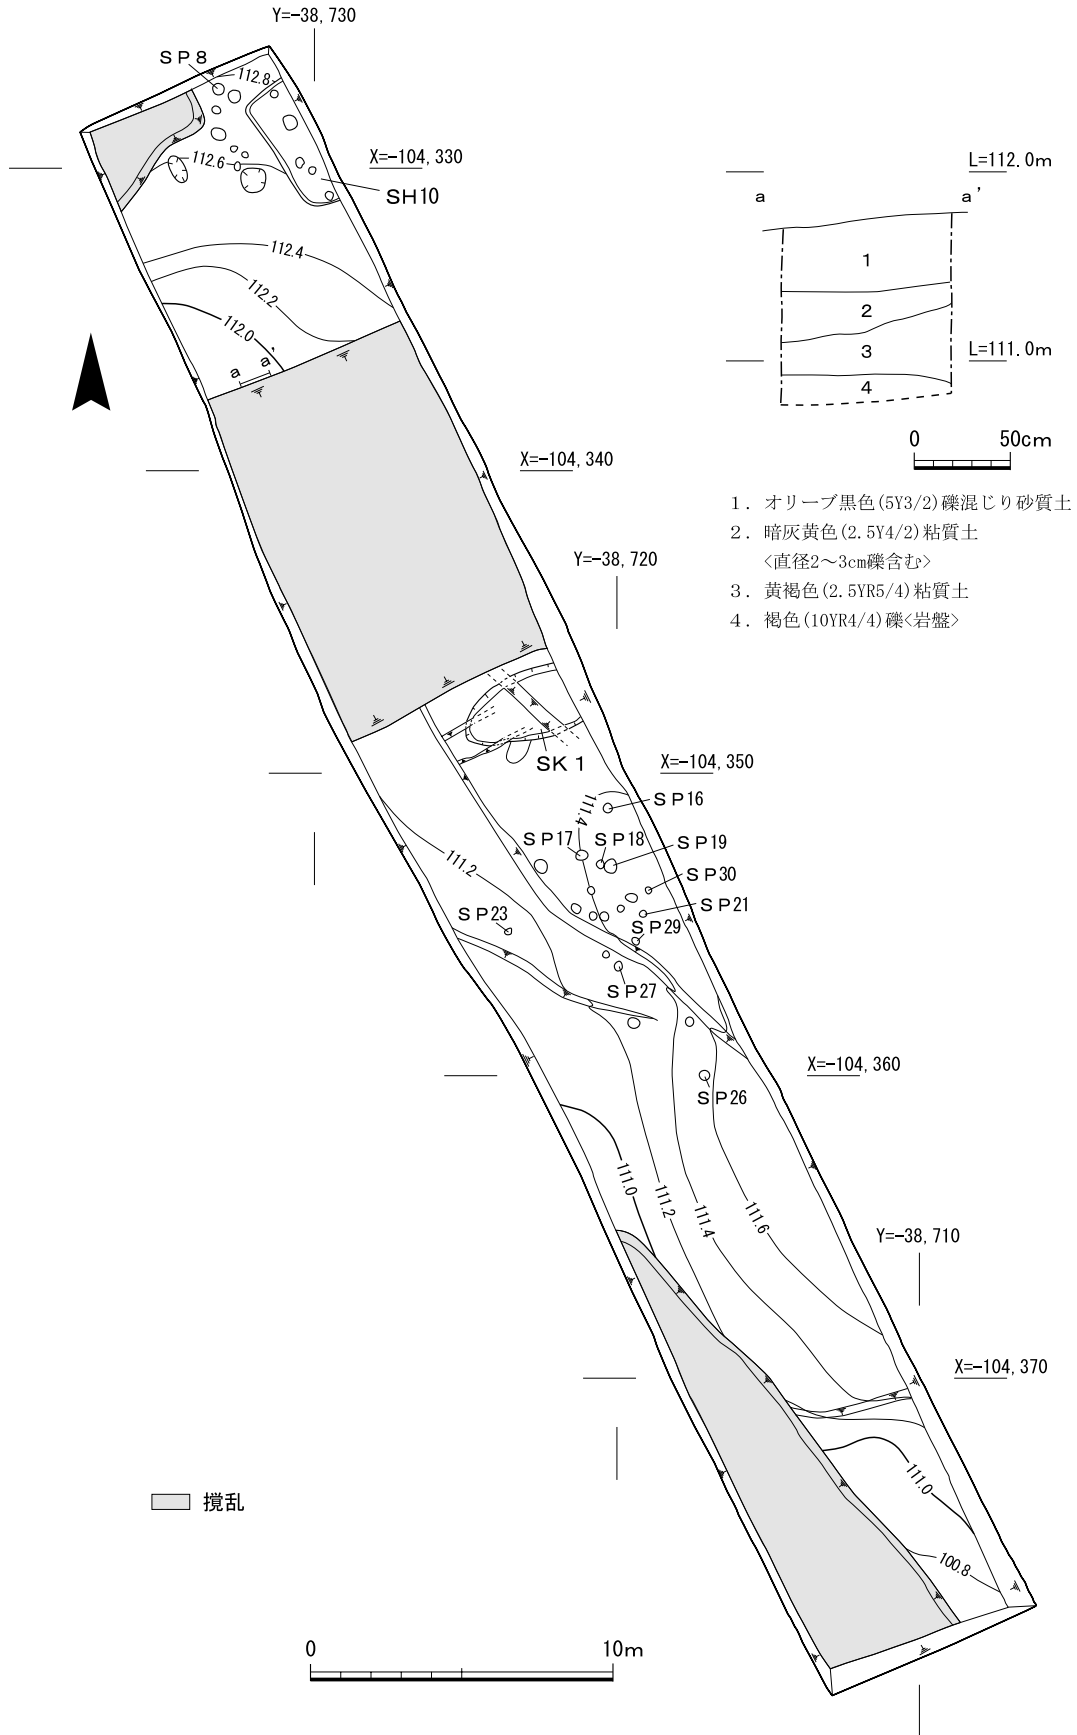 Y=-38,730
SP8
112.8
X=-104,330
112.6
SH10
112.4
112.2
112.0
a a'
L=112.0m
a a'
1
2
3
L=111.0m
4
0 50cm
X=-104,340
1. オリーブ黒色(5Y3/2)礫混じり砂質土
2. 暗灰黄色(2.5Y4/2)粘質土
<直径2〜3cm礫含む>
3. 黄褐色(2.5YR5/4)粘質土
4. 褐色(10YR4/4)礫<岩盤>
Y=-38,720
SK1
X=-104,350
111.4
SP16
SP17 SP18 SP19
111.2
SP30
SP21
SP23
SP29
SP27
X=-104,360
SP26
111.0
111.2
111.4
111.6
Y=-38,710
X=-104,370
111.0
撹乱
100.8
0 10m